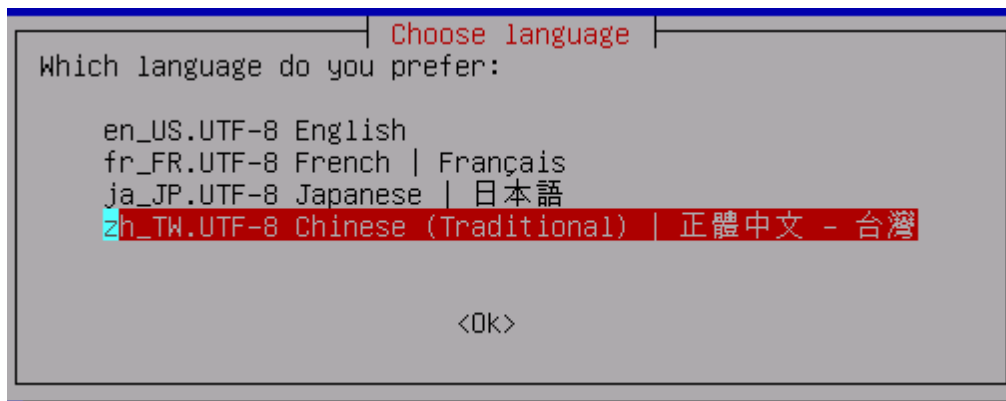 Choose language
Which language do you prefer:
en_US.UTF-8 English
fr_FR.UTF-8 French | Français
ja_JP.UTF-8 Japanese | 日本語
zh_TW.UTF-8 Chinese (Traditional) | 正體中文 - 台灣
<Ok>